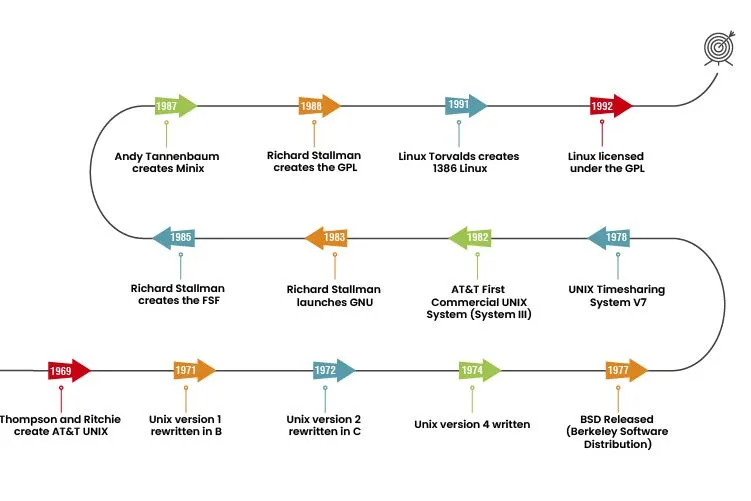 1987
1988
1991
1992
Andy Tannenbaum
creates Minix
Richard Stallman
creates the GPL
Linux Torvalds creates
1386 Linux
Linux licensed
under the GPL
1985
1983
1982
1978
Richard Stallman
creates the FSF
Richard Stallman
launches GNU
AT&T First
Commercial UNIX
System (System III)
UNIX Timesharing
System V7
1969
1971
1972
1974
1977
Thompson and Ritchie
create AT&T UNIX
Unix version 1
rewritten in B
Unix version 2
rewritten in C
Unix version 4 written
BSD Released
(Berkeley Software
Distribution)